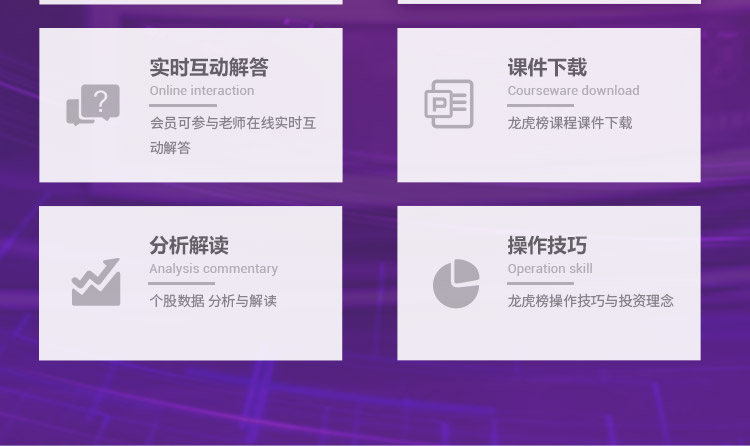 实时互动解答
Online interaction
会员可参与老师在线实时互
动解答
课件下载
Courseware download
龙虎榜课程课件下载
分析解读
Analysis commentary
个股数据 分析与解读
操作技巧
Operation skill
龙虎榜操作技巧与投资理念